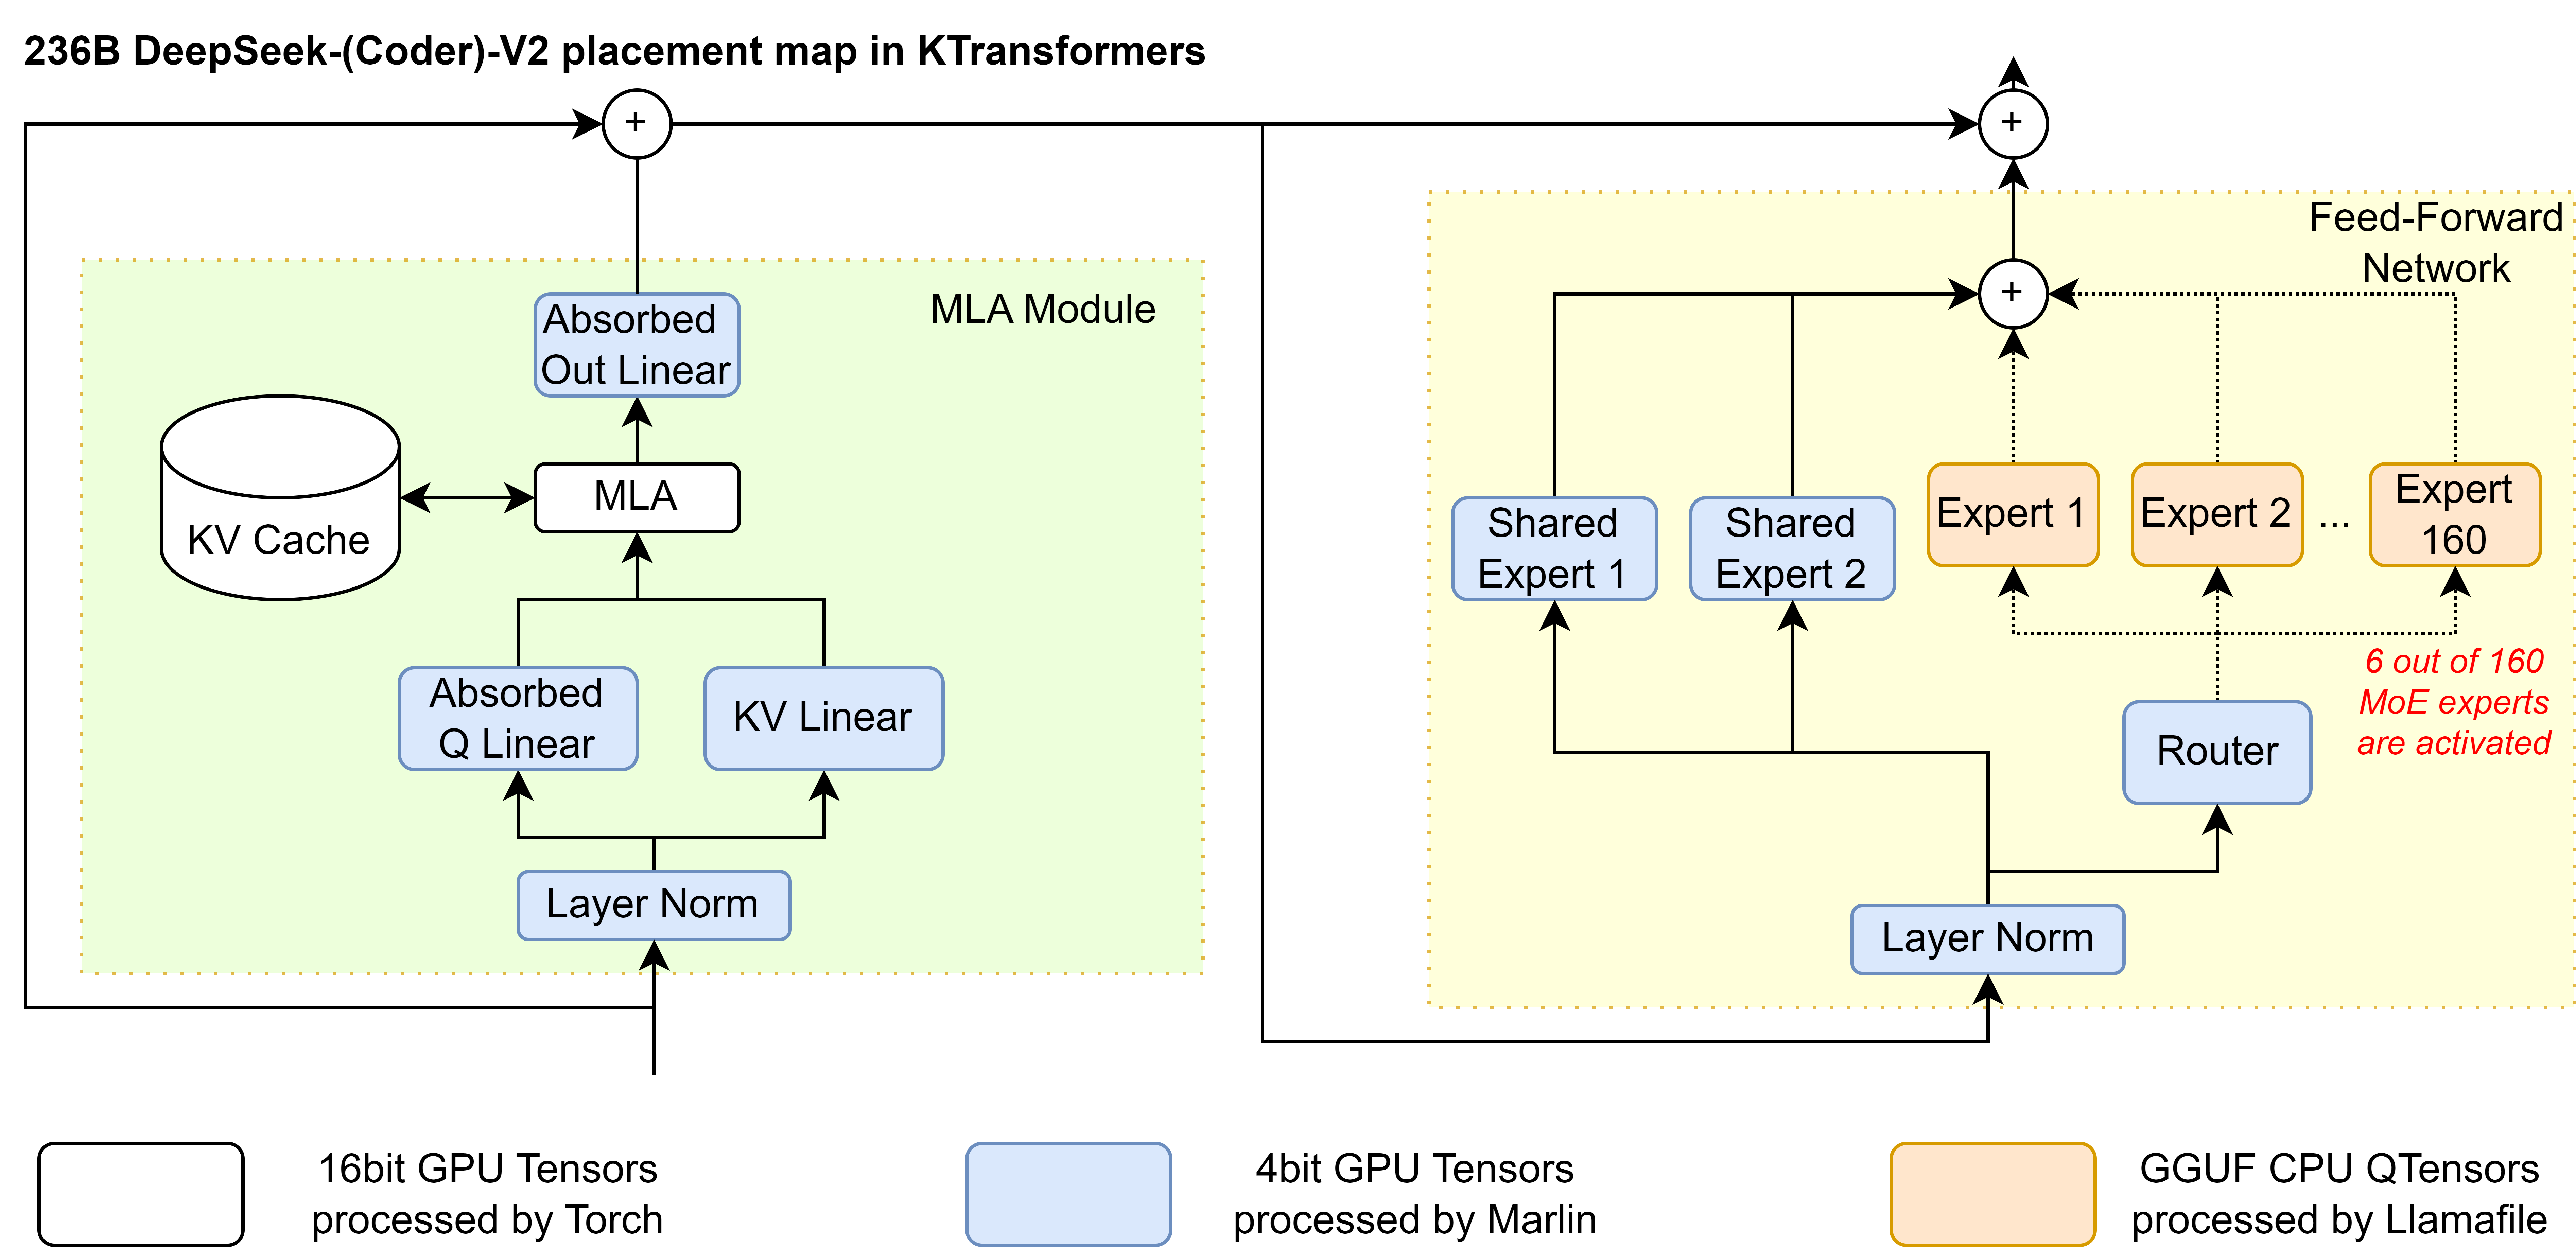 236B DeepSeek-(Coder)-V2 placement map in KTransformers
+
+
MLA Module
Absorbed
Out Linear
KV Cache
MLA
Absorbed
Q Linear
KV Linear
Layer Norm
Feed-Forward
Network
+
Shared
Expert 1
Shared
Expert 2
Expert 1
Expert 2
...
Expert
160
6 out of 160
MoE experts
are activated
Router
Layer Norm
16bit GPU Tensors
processed by Torch
4bit GPU Tensors
processed by Marlin
GGUF CPU QTensors
processed by Llamafile